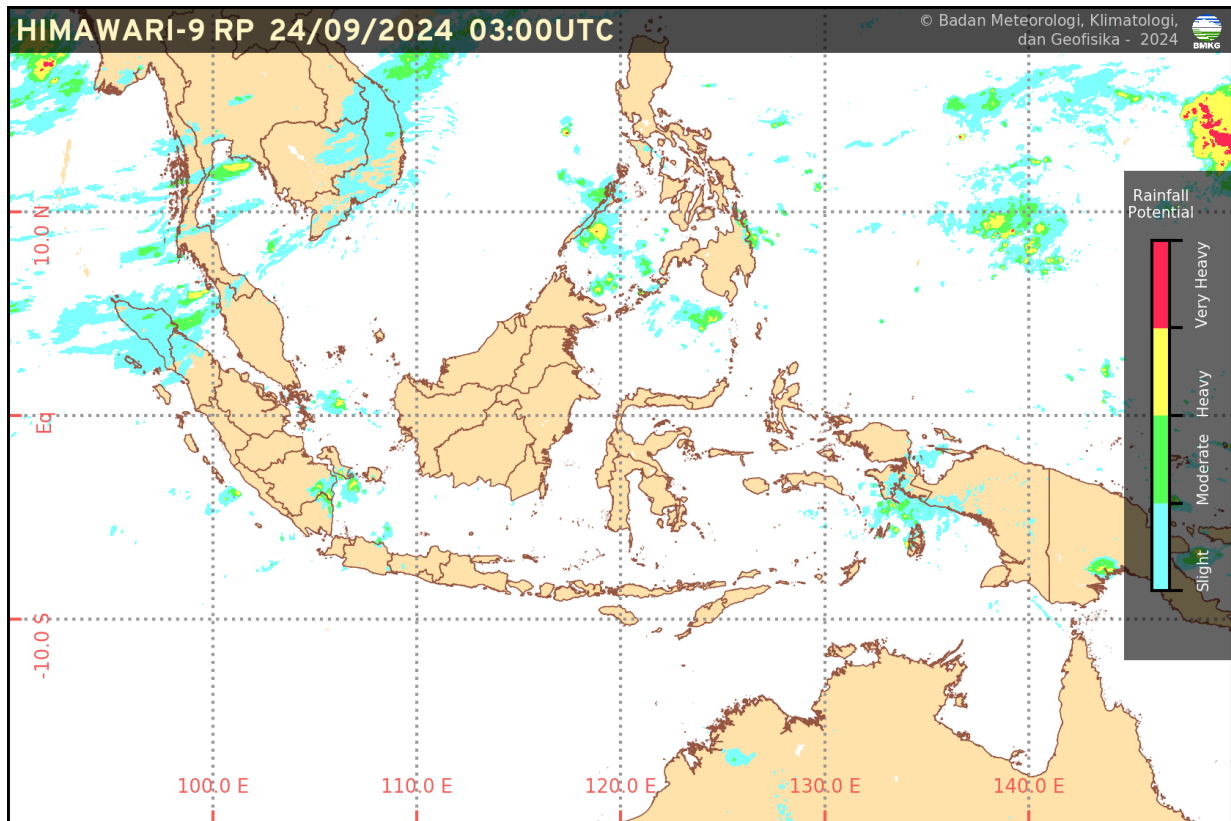 HIMAWARI-9 RP 24/09/2024 03:00UTC
© Badan Meteorologi, Klimatologi,
dan Geofisika - 2024
BMKG
Rainfall
Potential
Very Heavy
Heavy
Moderate
Slight
10.0 N
Eq
-10.0 S
100.0 E
110.0 E
120.0 E
130.0 E
140.0 E